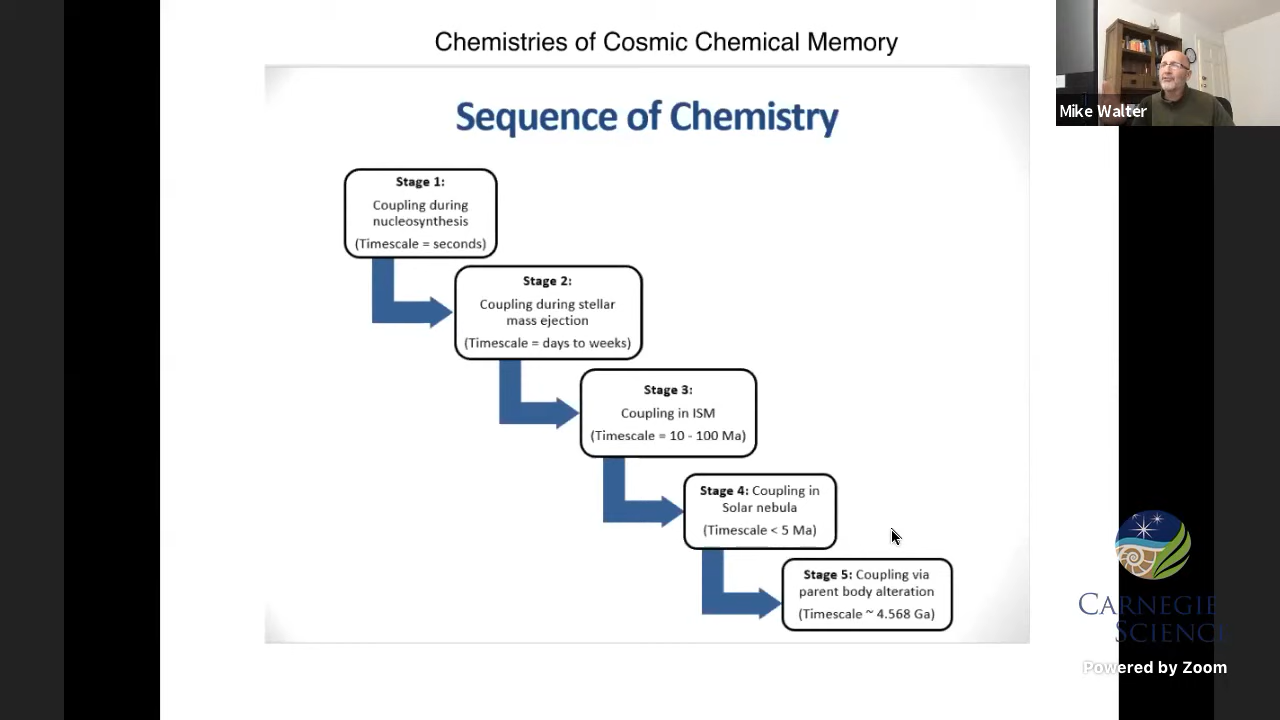 Chemistries of Cosmic Chemical Memory
Sequence of Chemistry
Stage 1:
Coupling during
nucleosynthesis
(Timescale = seconds)
Stage 2:
Coupling during stellar
mass ejection
(Timescale = days to weeks)
Stage 3:
Coupling in ISM
(Timescale = 10 - 100 Ma)
Stage 4: Coupling in
Solar nebula
(Timescale < 5 Ma)
Stage 5: Coupling via
parent body alteration
(Timescale ~ 4.568 Ga)
Mike Walter
CARNEGIE
SCIENCE
Powered by Zoom